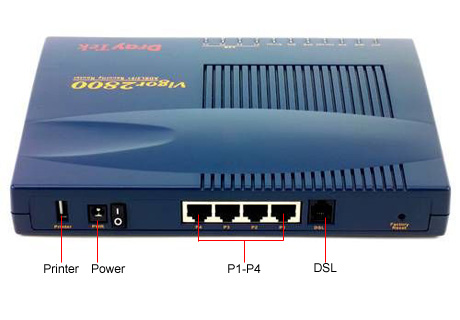 DrayTek
Vigor2800
ADSL2/2+ Security Router
Printer
PWR
I
O
P4
P3
P2
P1
DSL
Factory
Reset
Printer
Power
P1-P4
DSL